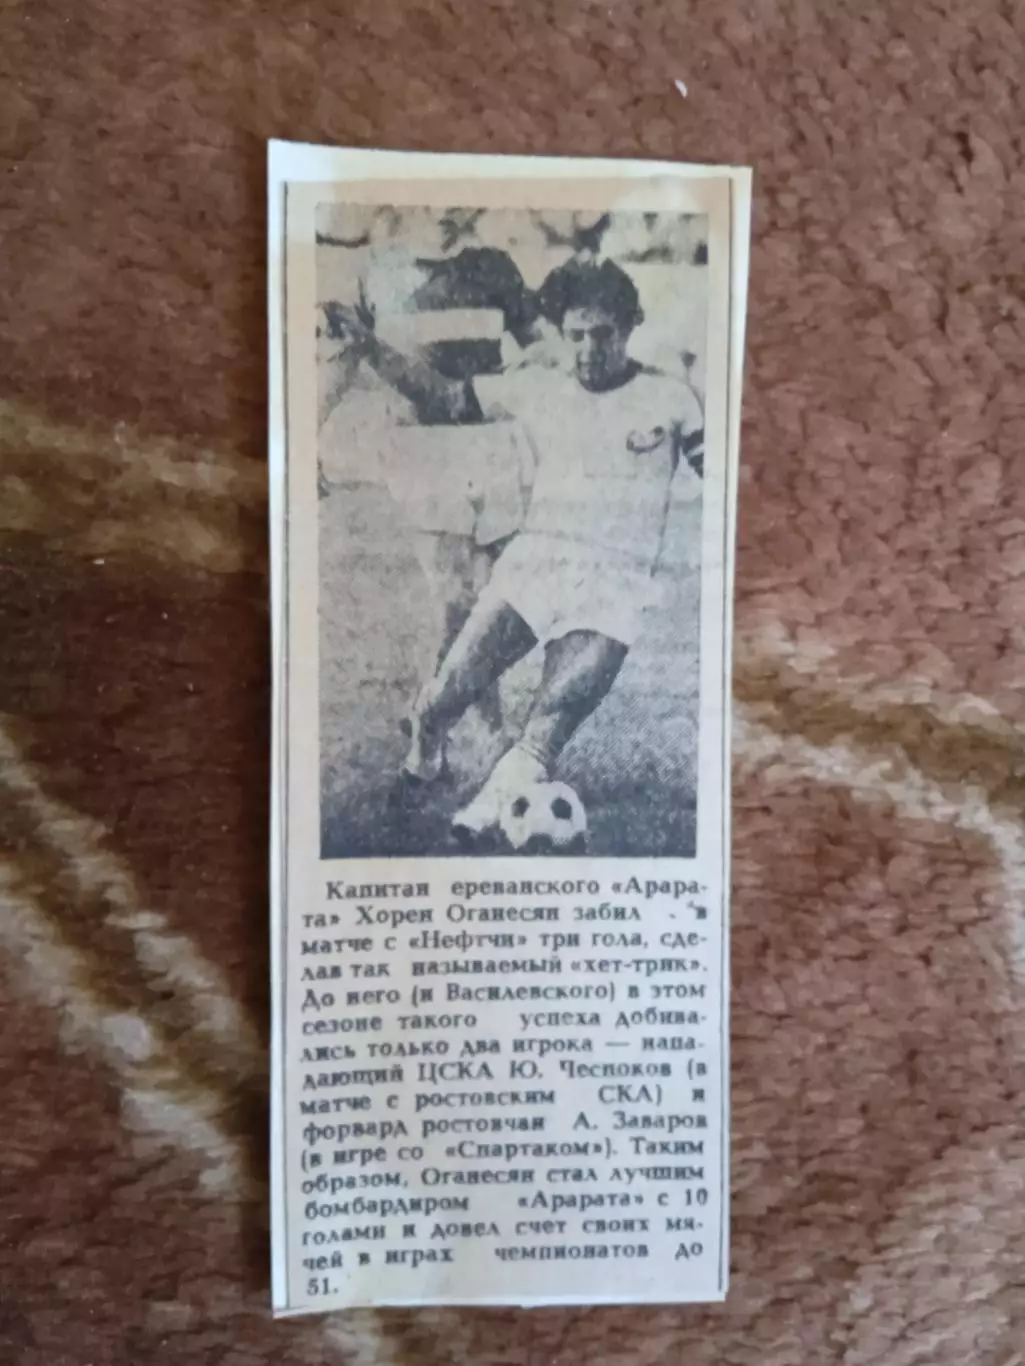 Капитан ереванского «Арара-
та» Хорен Оганесян забил в
матче с «Нефтчи» три гола, сде-
лав так называемый «хет-трик».
До него (и Василевского) в этом
сезоне такого успеха добива-
лись только два игрока — напа-
дающий ЦСКА Ю. Чесноков (в
матче с ростовским СКА) и
форвард ростовчан А. Заваров
(в игре со «Спартаком»). Таким
образом, Оганесян стал лучшим
бомбардиром «Арарата» с 10
голами и довел счет своих мя-
чей в играх чемпионатов до
51.